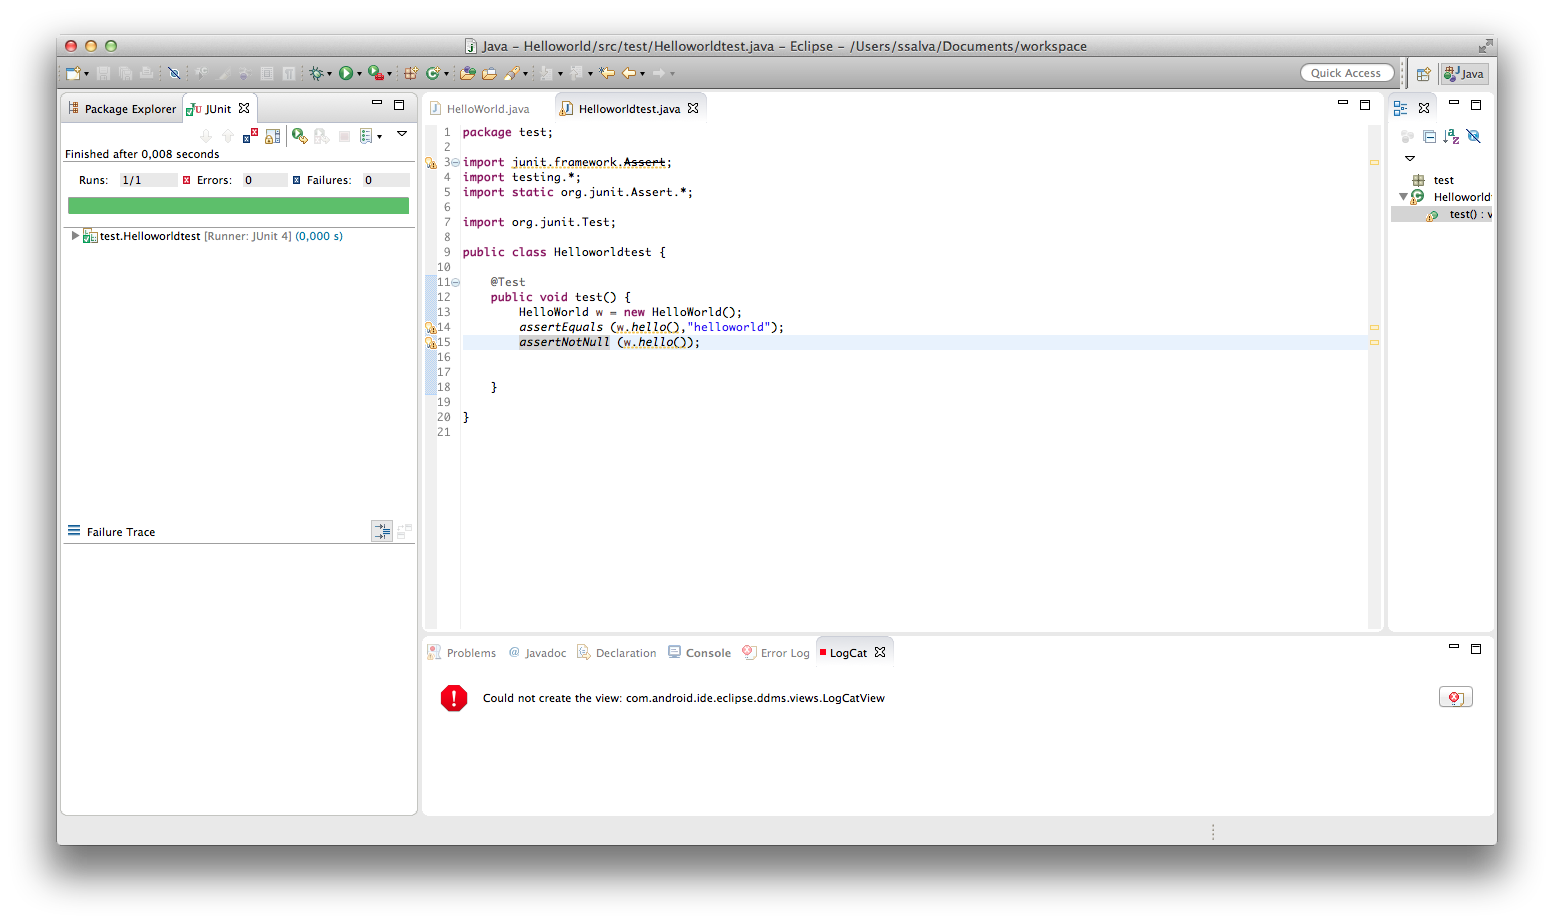 Java – Helloworld/src/test/Helloworldtest.java – Eclipse – /Users/ssalva/Documents/workspace
Quick Access
Java
Package Explorer
JUnit
Finished after 0,008 seconds
Runs: 1/1 Errors: 0 Failures: 0
test.Helloworldtest [Runner: JUnit 4] (0,000 s)
Failure Trace
HelloWorld.java
Helloworldtest.java
1 package test;
2
3 import junit.framework.Assert;
4 import testing.*;
5 import static org.junit.Assert.*;
6
7 import org.junit.Test;
8
9 public class Helloworldtest {
10
11 @Test
12 public void test() {
13 HelloWorld w = new HelloWorld();
14 assertEquals (w.hello(),"helloworld");
15 assertNotNull (w.hello());
16
17
18 }
19
20 }
21
test
Helloworld
test() : v
Problems
@ Javadoc
Declaration
Console
Error Log
LogCat
Could not create the view: com.android.ide.eclipse.ddms.views.LogCatView